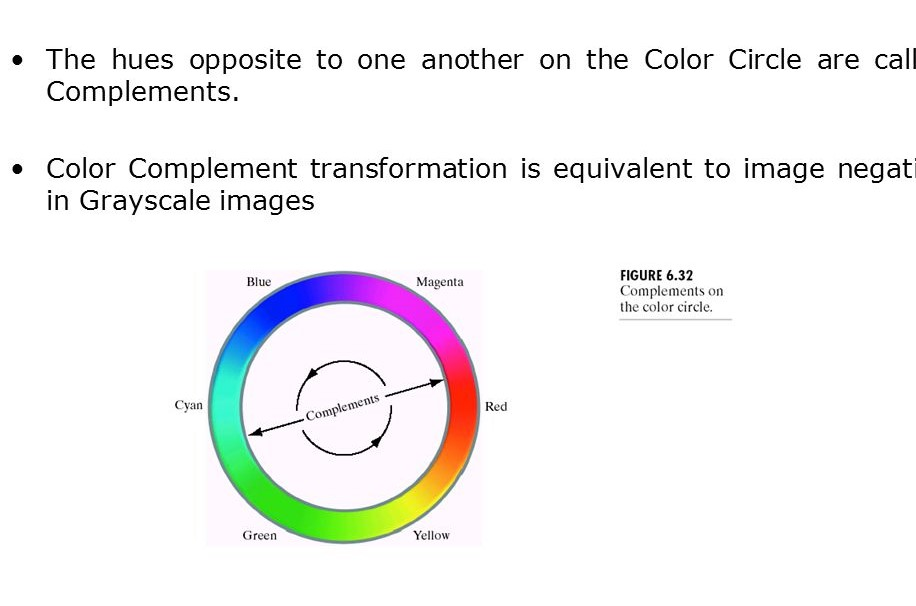 • The hues opposite to one another on the Color Circle are call
Complements.
• Color Complement transformation is equivalent to image negati
in Grayscale images
Blue
Magenta
FIGURE 6.32
Complements on
the color circle.
Cyan
Complements
Red
Green
Yellow